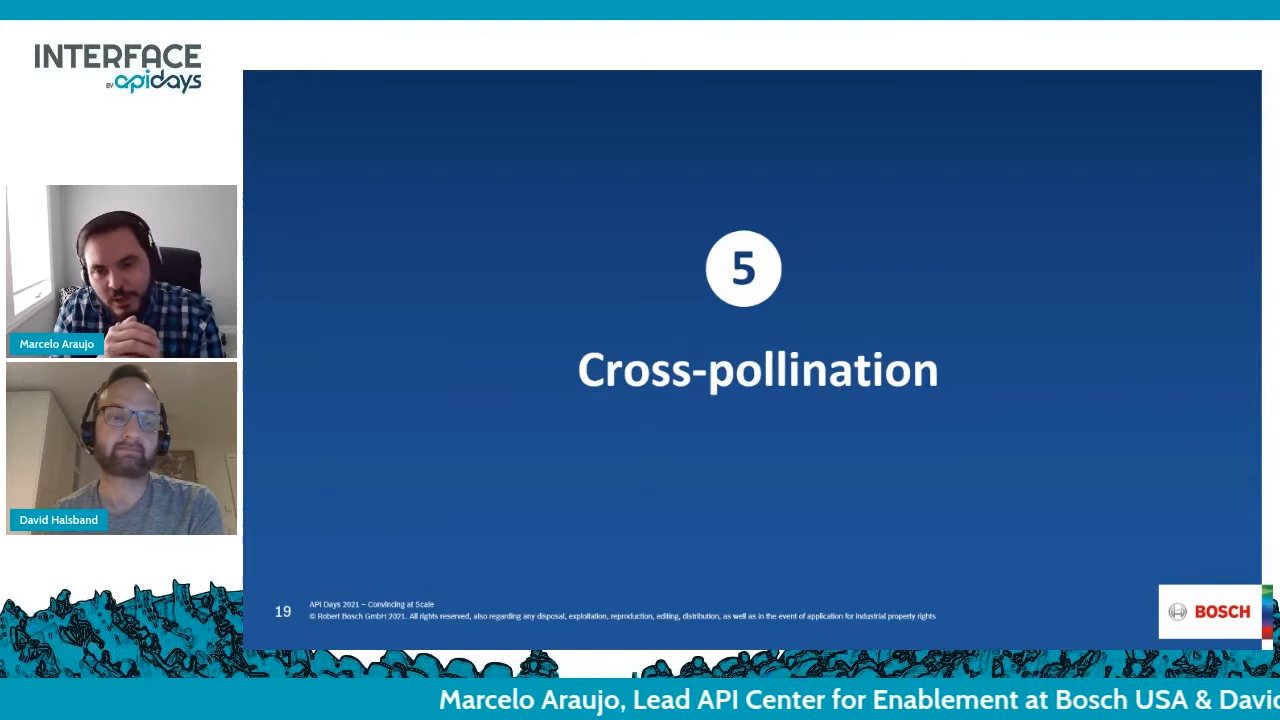 INTERFACE
BY apidays
Marcelo Araujo
David Halsband
5
Cross-pollination
19
API Days 2021 – Convincing at Scale
© Robert Bosch GmbH 2021. All rights reserved, also regarding any disposal, exploitation, reproduction, editing, distribution, as well as in the event of application for industrial property rights
BOSCH
Marcelo Araujo, Lead API Center for Enablement at Bosch USA & David